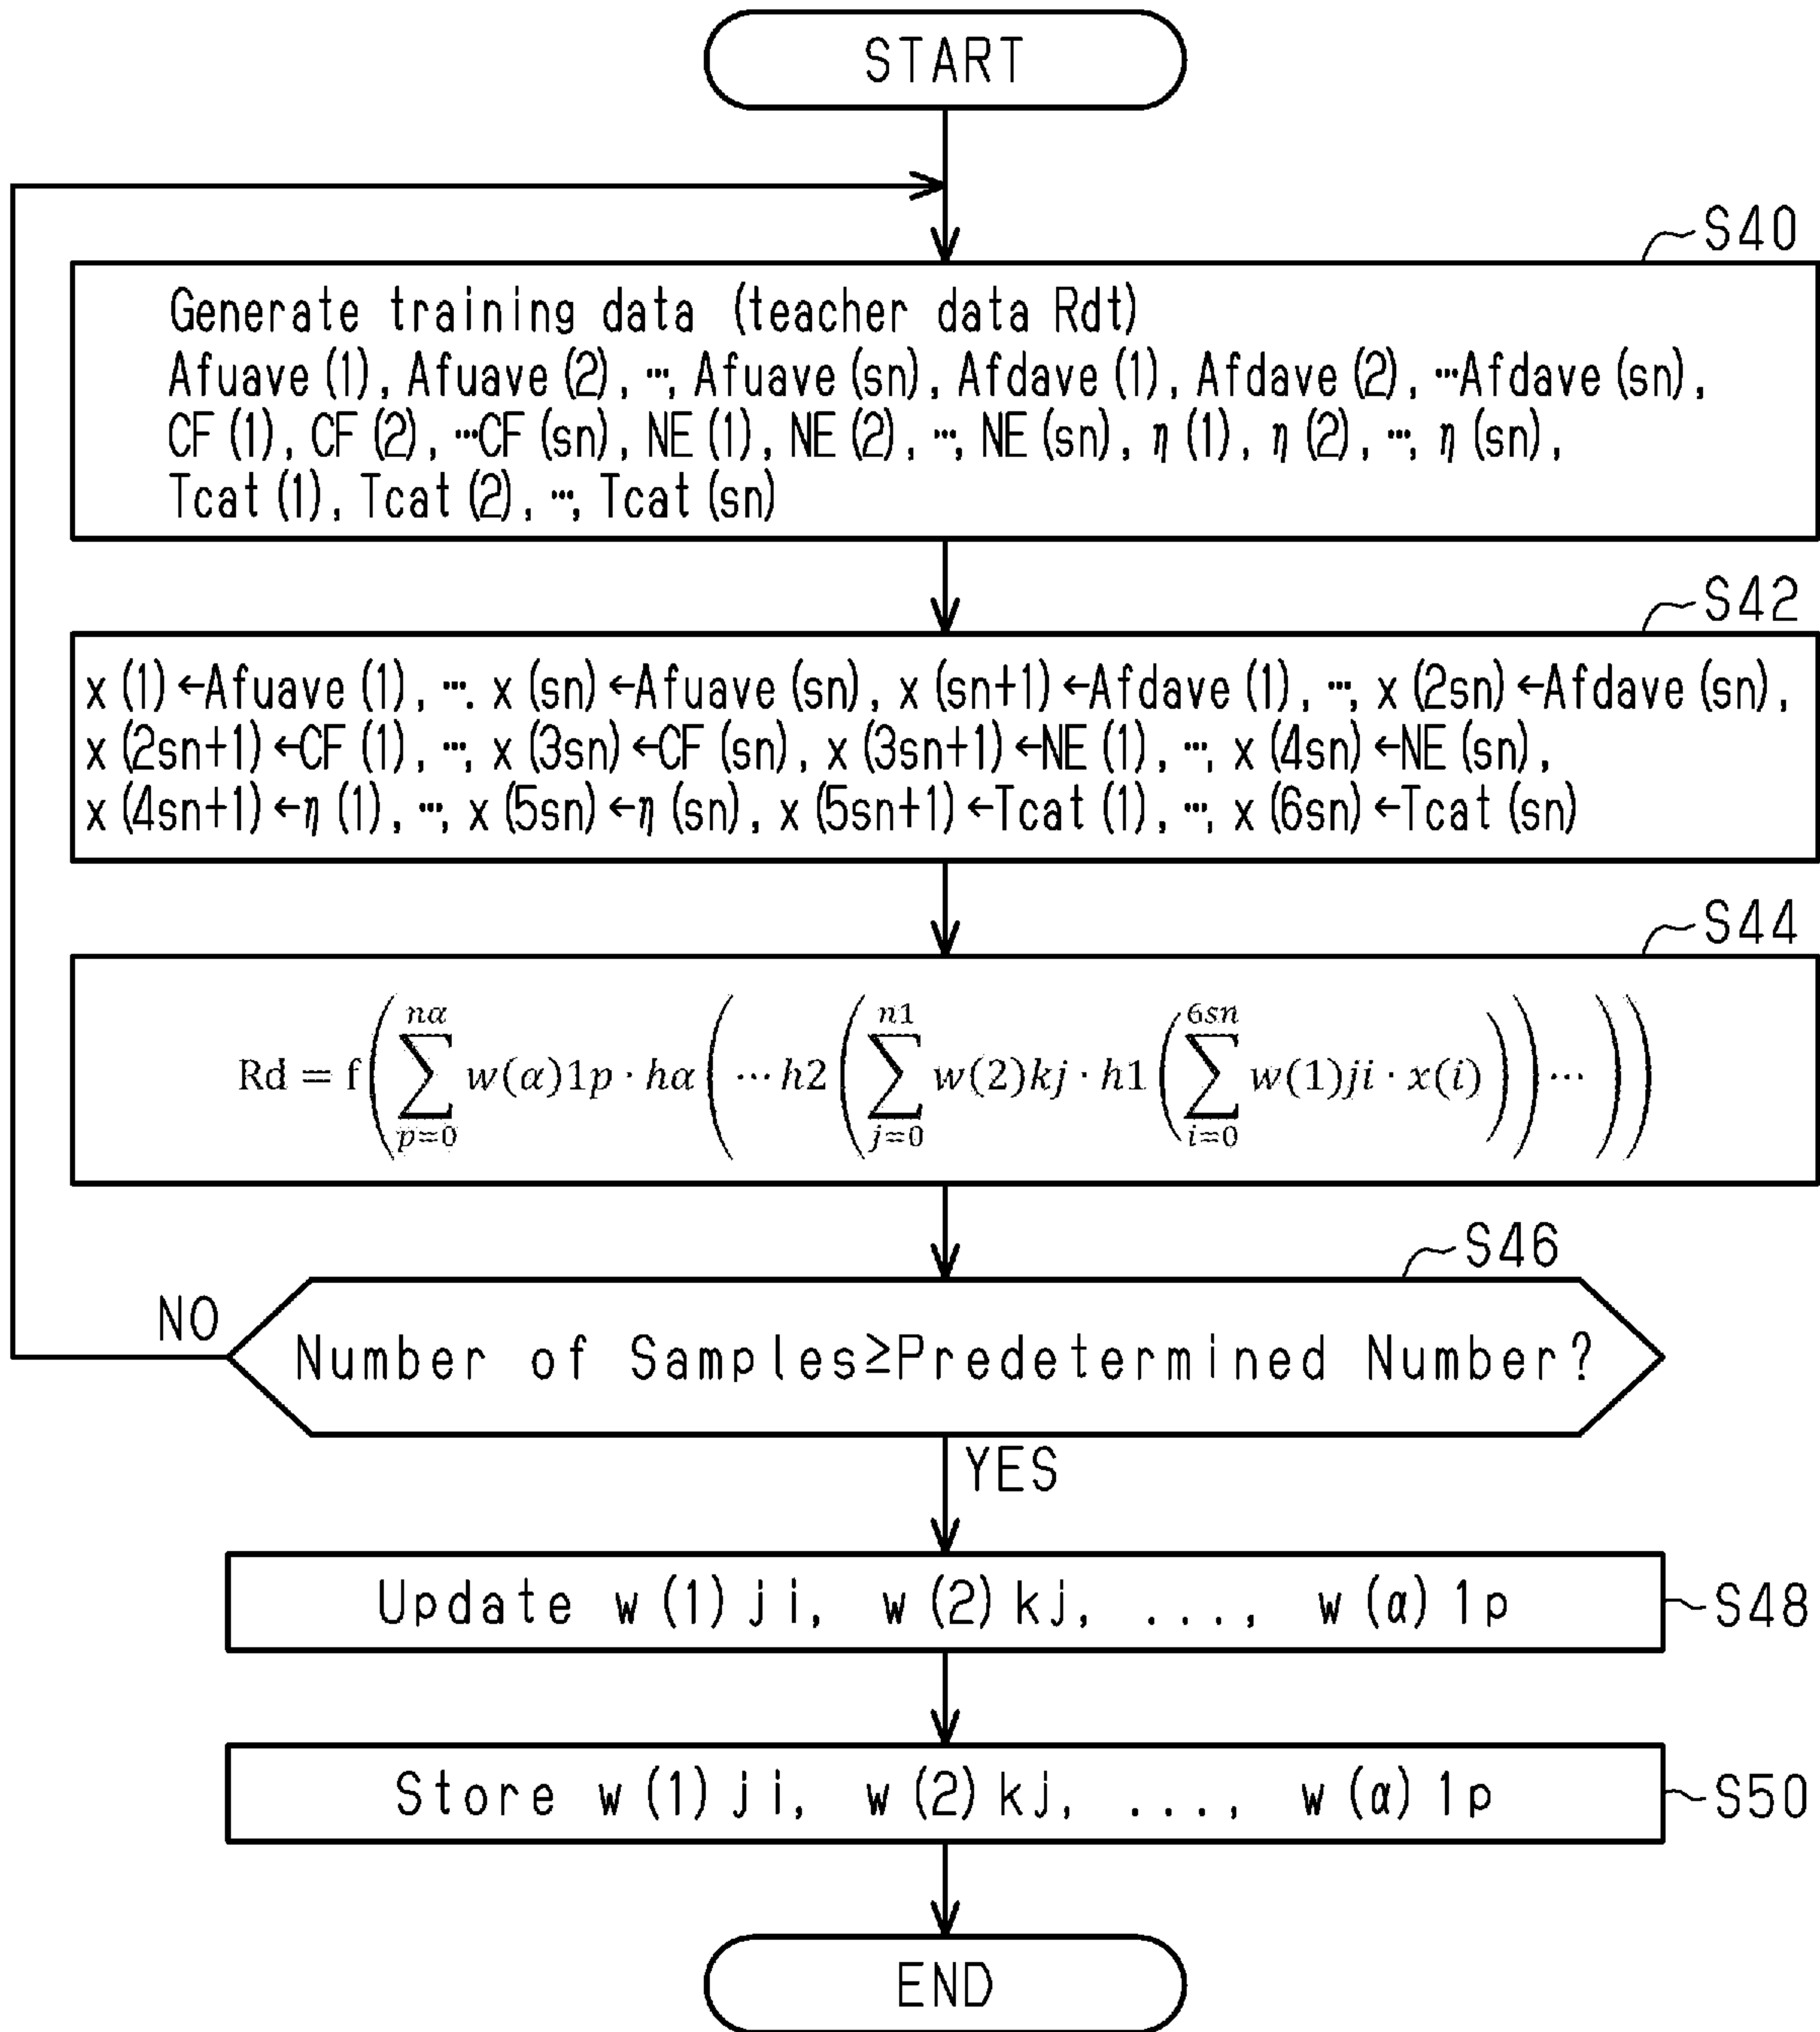 START
S40
Generate training data (teacher data Rdt)
Afuave (1), Afuave (2), …, Afuave (sn), Afdave (1), Afdave (2), …Afdave (sn),
CF (1), CF (2), …CF (sn), NE (1), NE (2), …, NE (sn), η (1), η (2), …, η (sn),
Tcat (1), Tcat (2), …, Tcat (sn)
S42
x (1) ←Afuave (1), …. x (sn) ←Afuave (sn), x (sn+1) ←Afdave (1), …, x (2sn) ←Afdave (sn),
x (2sn+1) ←CF (1), …, x (3sn) ←CF (sn), x (3sn+1) ←NE (1), …, x (4sn) ←NE (sn),
x (4sn+1) ←η (1), …, x (5sn) ←η (sn), x (5sn+1) ←Tcat (1), …, x (6sn) ←Tcat (sn)
S44
Rd = f(∑_{p=0}^{nα} w(α)1p · hα(⋯ h2(∑_{j=0}^{n1} w(2)kj · h1(∑_{i=0}^{6sn} w(1)ji · x(i)))⋯))
S46
NO
Number of Samples≥Predetermined Number?
YES
Update w (1) ji, w (2) kj, ..., w (α) 1p
S48
Store w (1) ji, w (2) kj, ..., w (α) 1p
S50
END